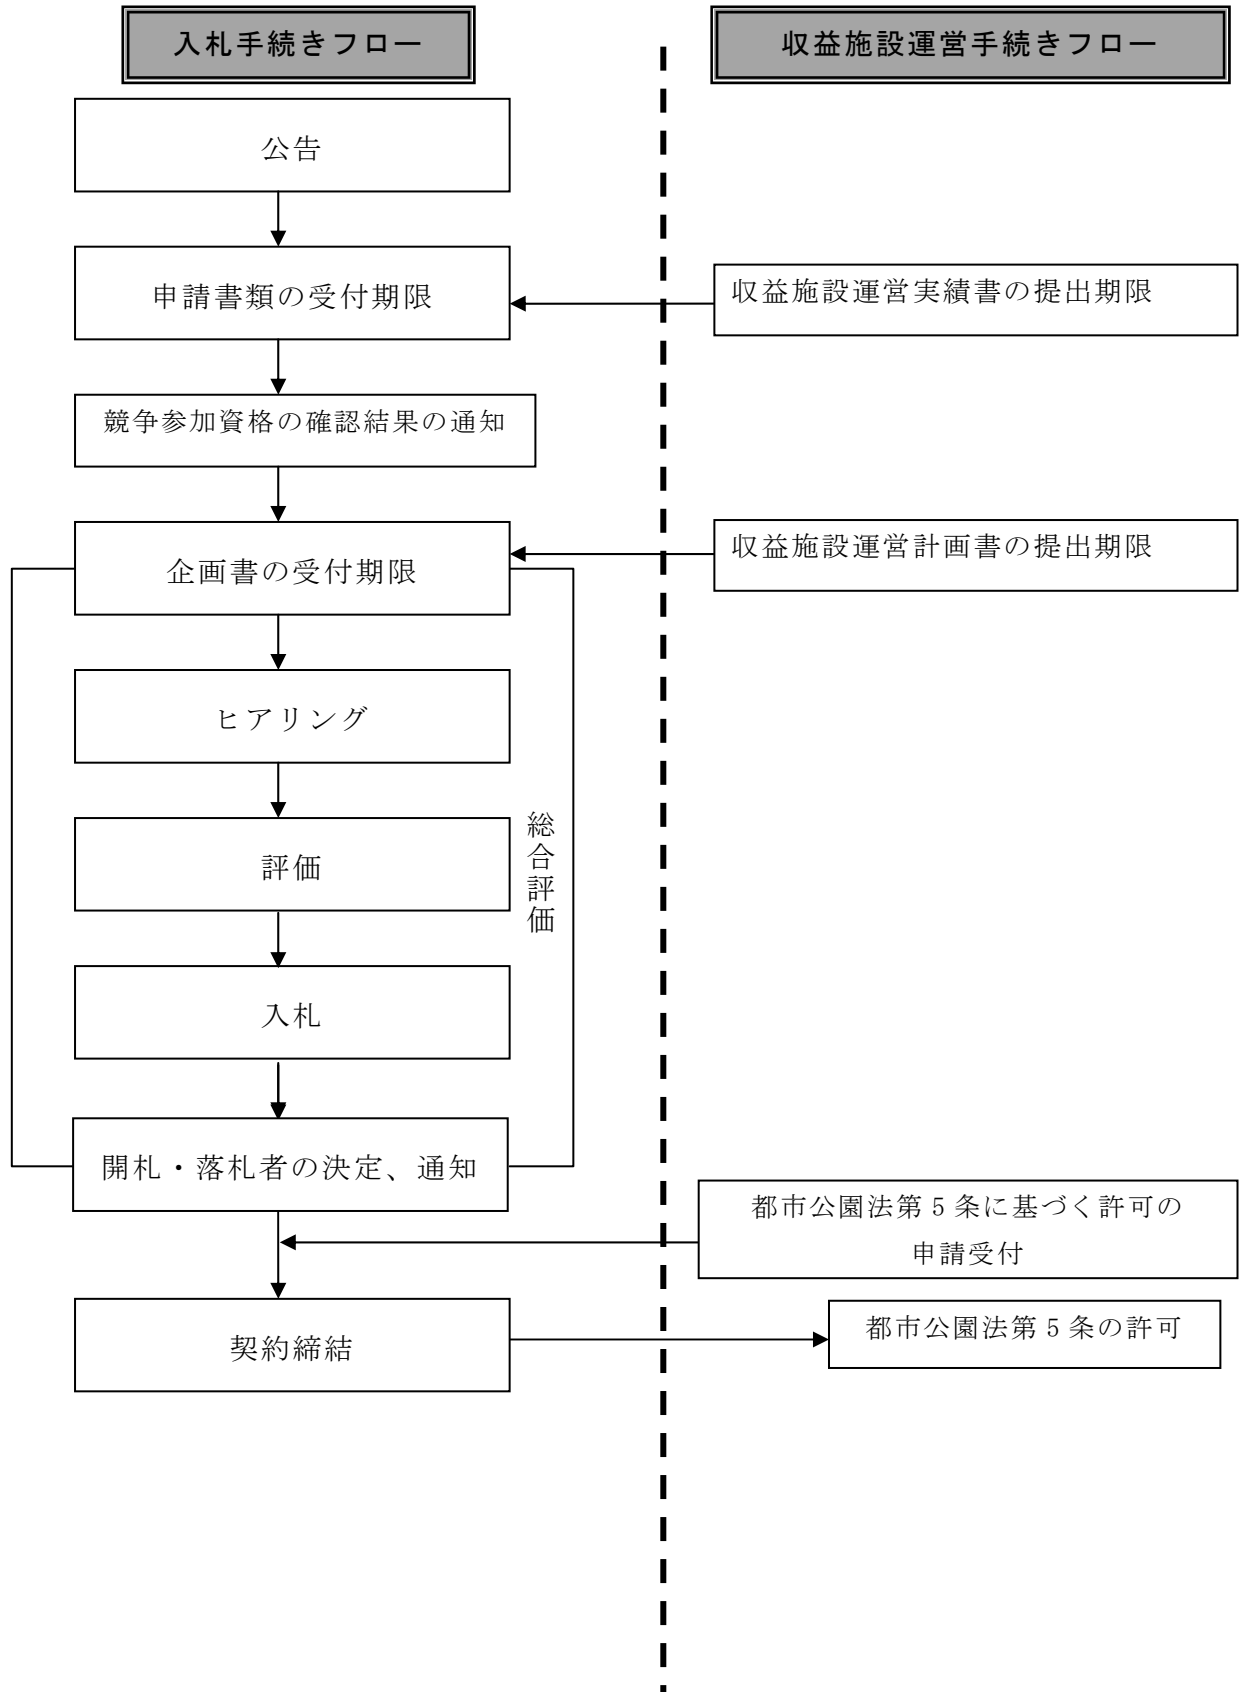 入札手続きフロー
収益施設運営手続きフロー
公告
申請書類の受付期限
収益施設運営実績書の提出期限
競争参加資格の確認結果の通知
企画書の受付期限
収益施設運営計画書の提出期限
ヒアリング
評価
総合評価
入札
開札・落札者の決定、通知
都市公園法第５条に基づく許可の
申請受付
契約締結
都市公園法第５条の許可